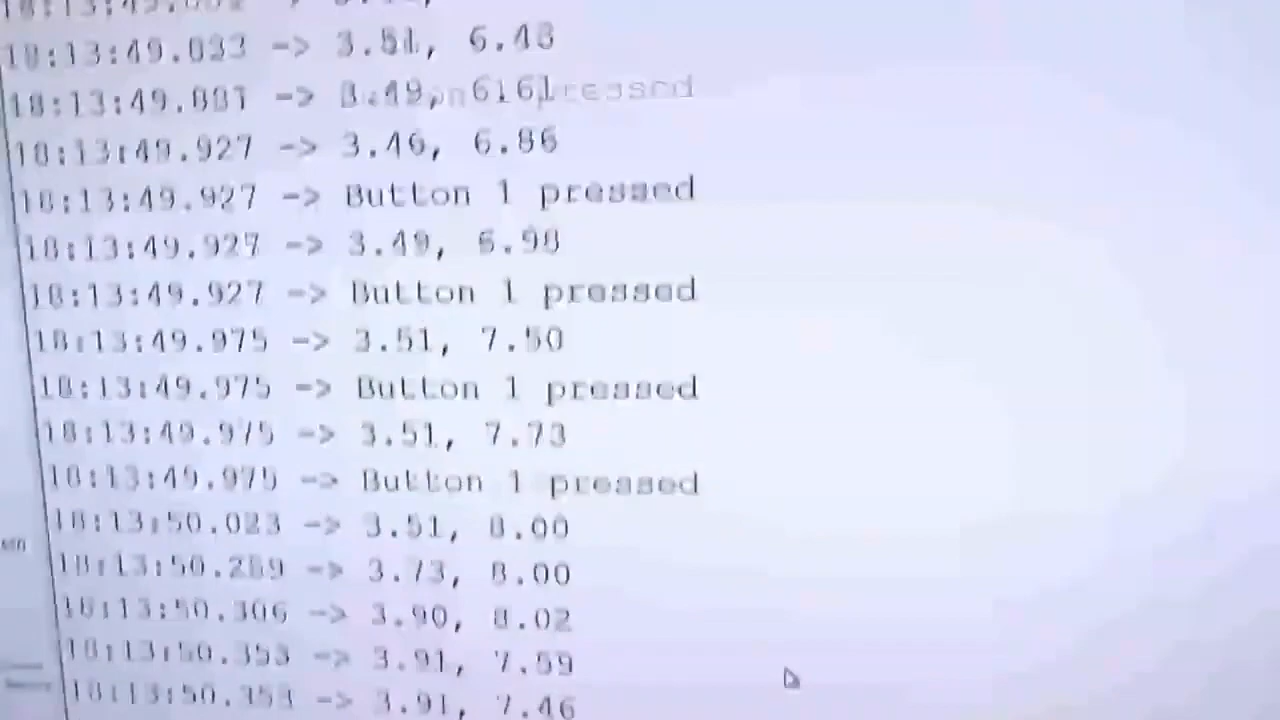 18:13:49.833 -> 3.51, 6.48
18:13:49.881 ->
18:13:49.927 -> 3.46, 6.86
18:13:49.927 -> Button 1 pressed
18:13:49.927 -> 3.49, 6.98
18:13:49.927 -> Button 1 pressed
18:13:49.975 -> 3.51, 7.50
18:13:49.975 -> Button 1 pressed
18:13:49.975 -> 3.51, 7.73
18:13:49.975 -> Button 1 pressed
18:13:50.023 -> 3.51, 8.00
18:13:50.259 -> 3.73, 8.00
18:13:50.306 -> 3.90, 8.02
18:13:50.353 -> 3.91, 7.59
18:13:50.353 -> 3.91, 7.46